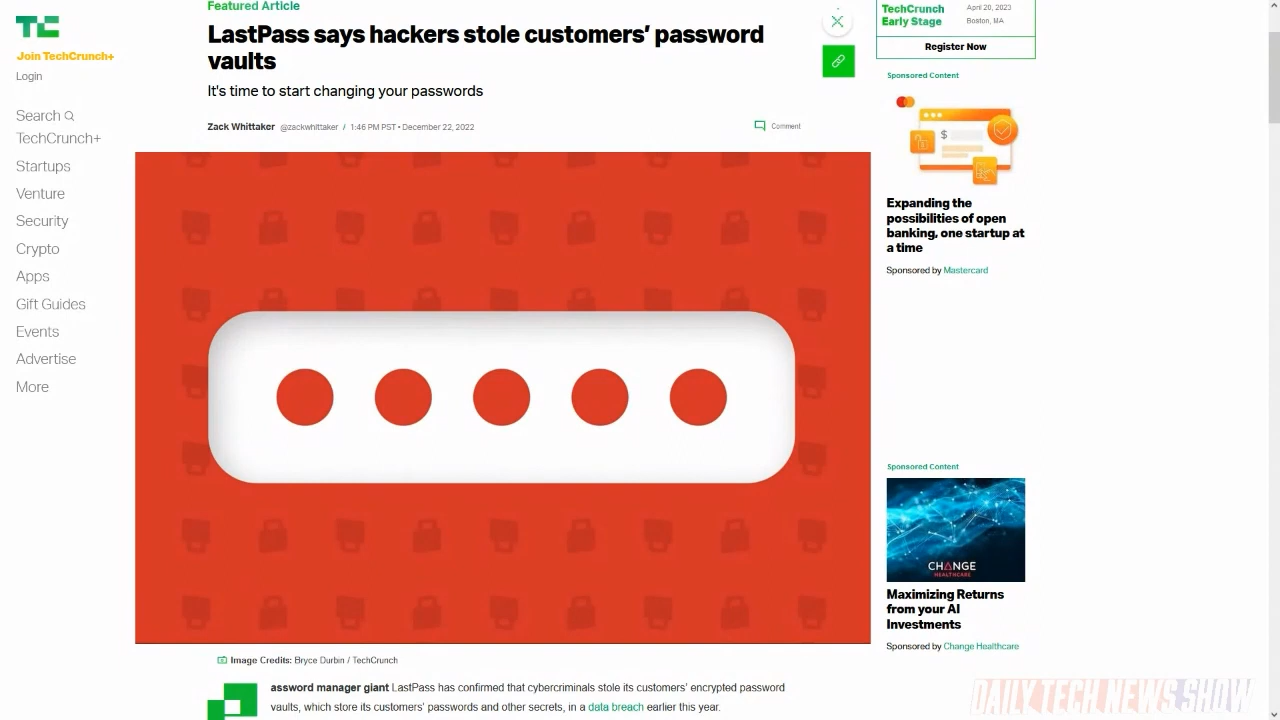 TC
Join TechCrunch+
Login
Search
TechCrunch+
Startups
Venture
Security
Crypto
Apps
Gift Guides
Events
Advertise
More
Featured Article
LastPass says hackers stole customers’ password
vaults
It's time to start changing your passwords
Zack Whittaker @zackwhittaker / 1:46 PM PST • December 22, 2022
Comment
Image Credits: Bryce Durbin / TechCrunch
assword manager giant LastPass has confirmed that cybercriminals stole its customers’ encrypted password
vaults, which store its customers’ passwords and other secrets, in a data breach earlier this year.
TechCrunch
Early Stage
April 20, 2023
Boston, MA
Register Now
Sponsored Content
$
Expanding the
possibilities of open
banking, one startup at
a time
Sponsored by Mastercard
Sponsored Content
CHANGE
HEALTHCARE
Maximizing Returns
from your AI
Investments
Sponsored by Change Healthcare
DAILY TECH NEWS SHOW